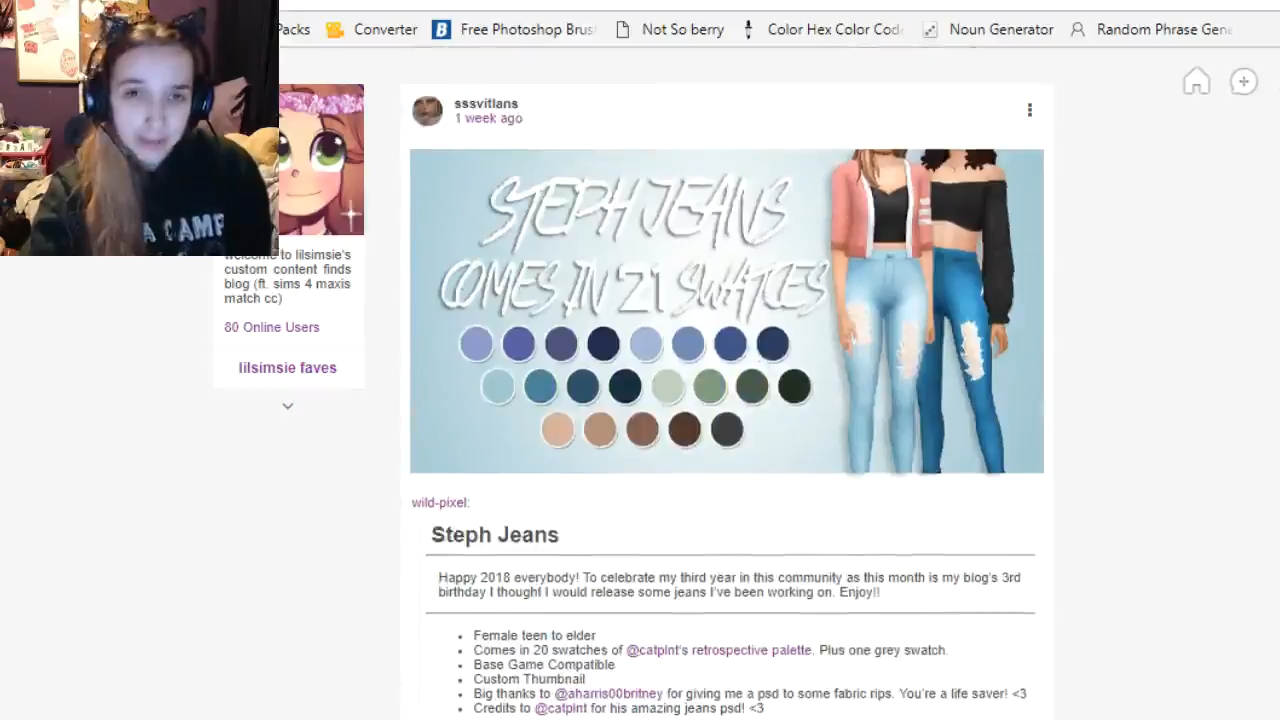 Packs
Converter
Free Photoshop Brus
Not So berry
Color Hex Color Cod
Noun Generator
Random Phrase Gene
A CAMP
sssvitlans
1 week ago
STEPH JEANS
COMES IN 21 SWATCES
welcome to lilsimsie's
custom content finds
blog (ft. sims 4 maxis
match cc)
80 Online Users
lilsimsie faves
wild-pixel:
Steph Jeans
Happy 2018 everybody! To celebrate my third year in this community as this month is my blog's 3rd
birthday I thought I would release some jeans I've been working on. Enjoy!!
Female teen to elder
Comes in 20 swatches of @catplnt's retrospective palette. Plus one grey swatch.
Base Game Compatible
Custom Thumbnail
Big thanks to @aharris00britney for giving me a psd to some fabric rips. You're a life saver! <3
Credits to @catplnt for his amazing jeans psd! <3